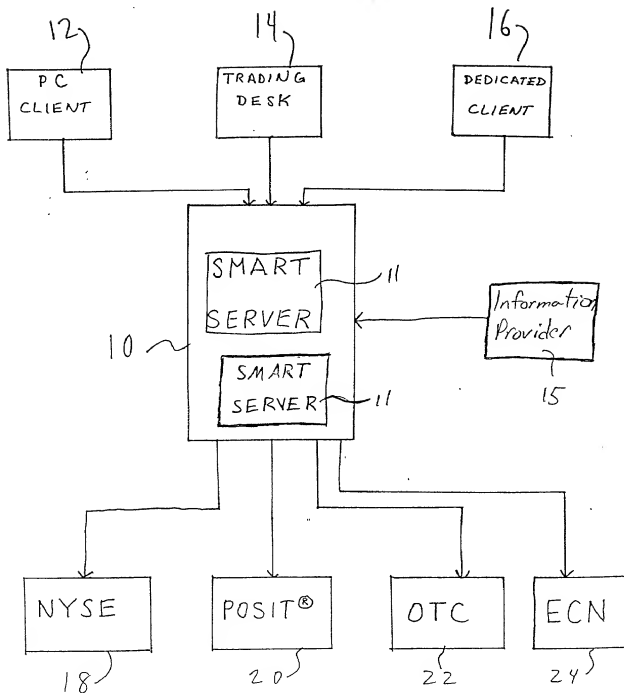 12
14
16
PC
CLIENT
TRADING
DESK
DEDICATED
CLIENT
SMART
SERVER
11
10
SMART
SERVER
11
Information
Provider
15
NYSE
POSIT®
OTC
ECN
18
20
22
24